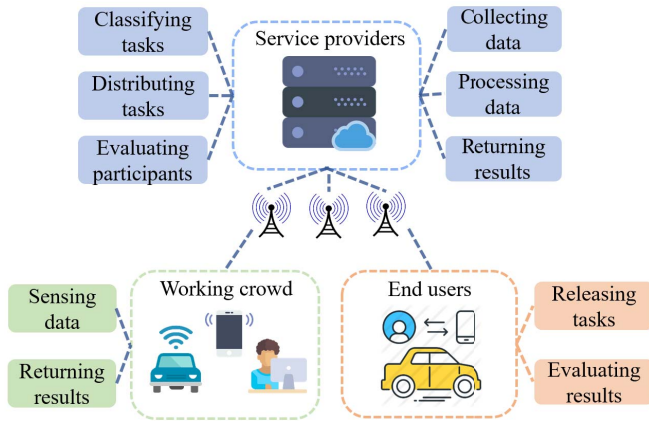 Classifying
tasks
Distributing
tasks
Evaluating
participants
Service providers
Collecting
data
Processing
data
Returning
results
Sensing
data
Returning
results
Working crowd
End users
Releasing
tasks
Evaluating
results